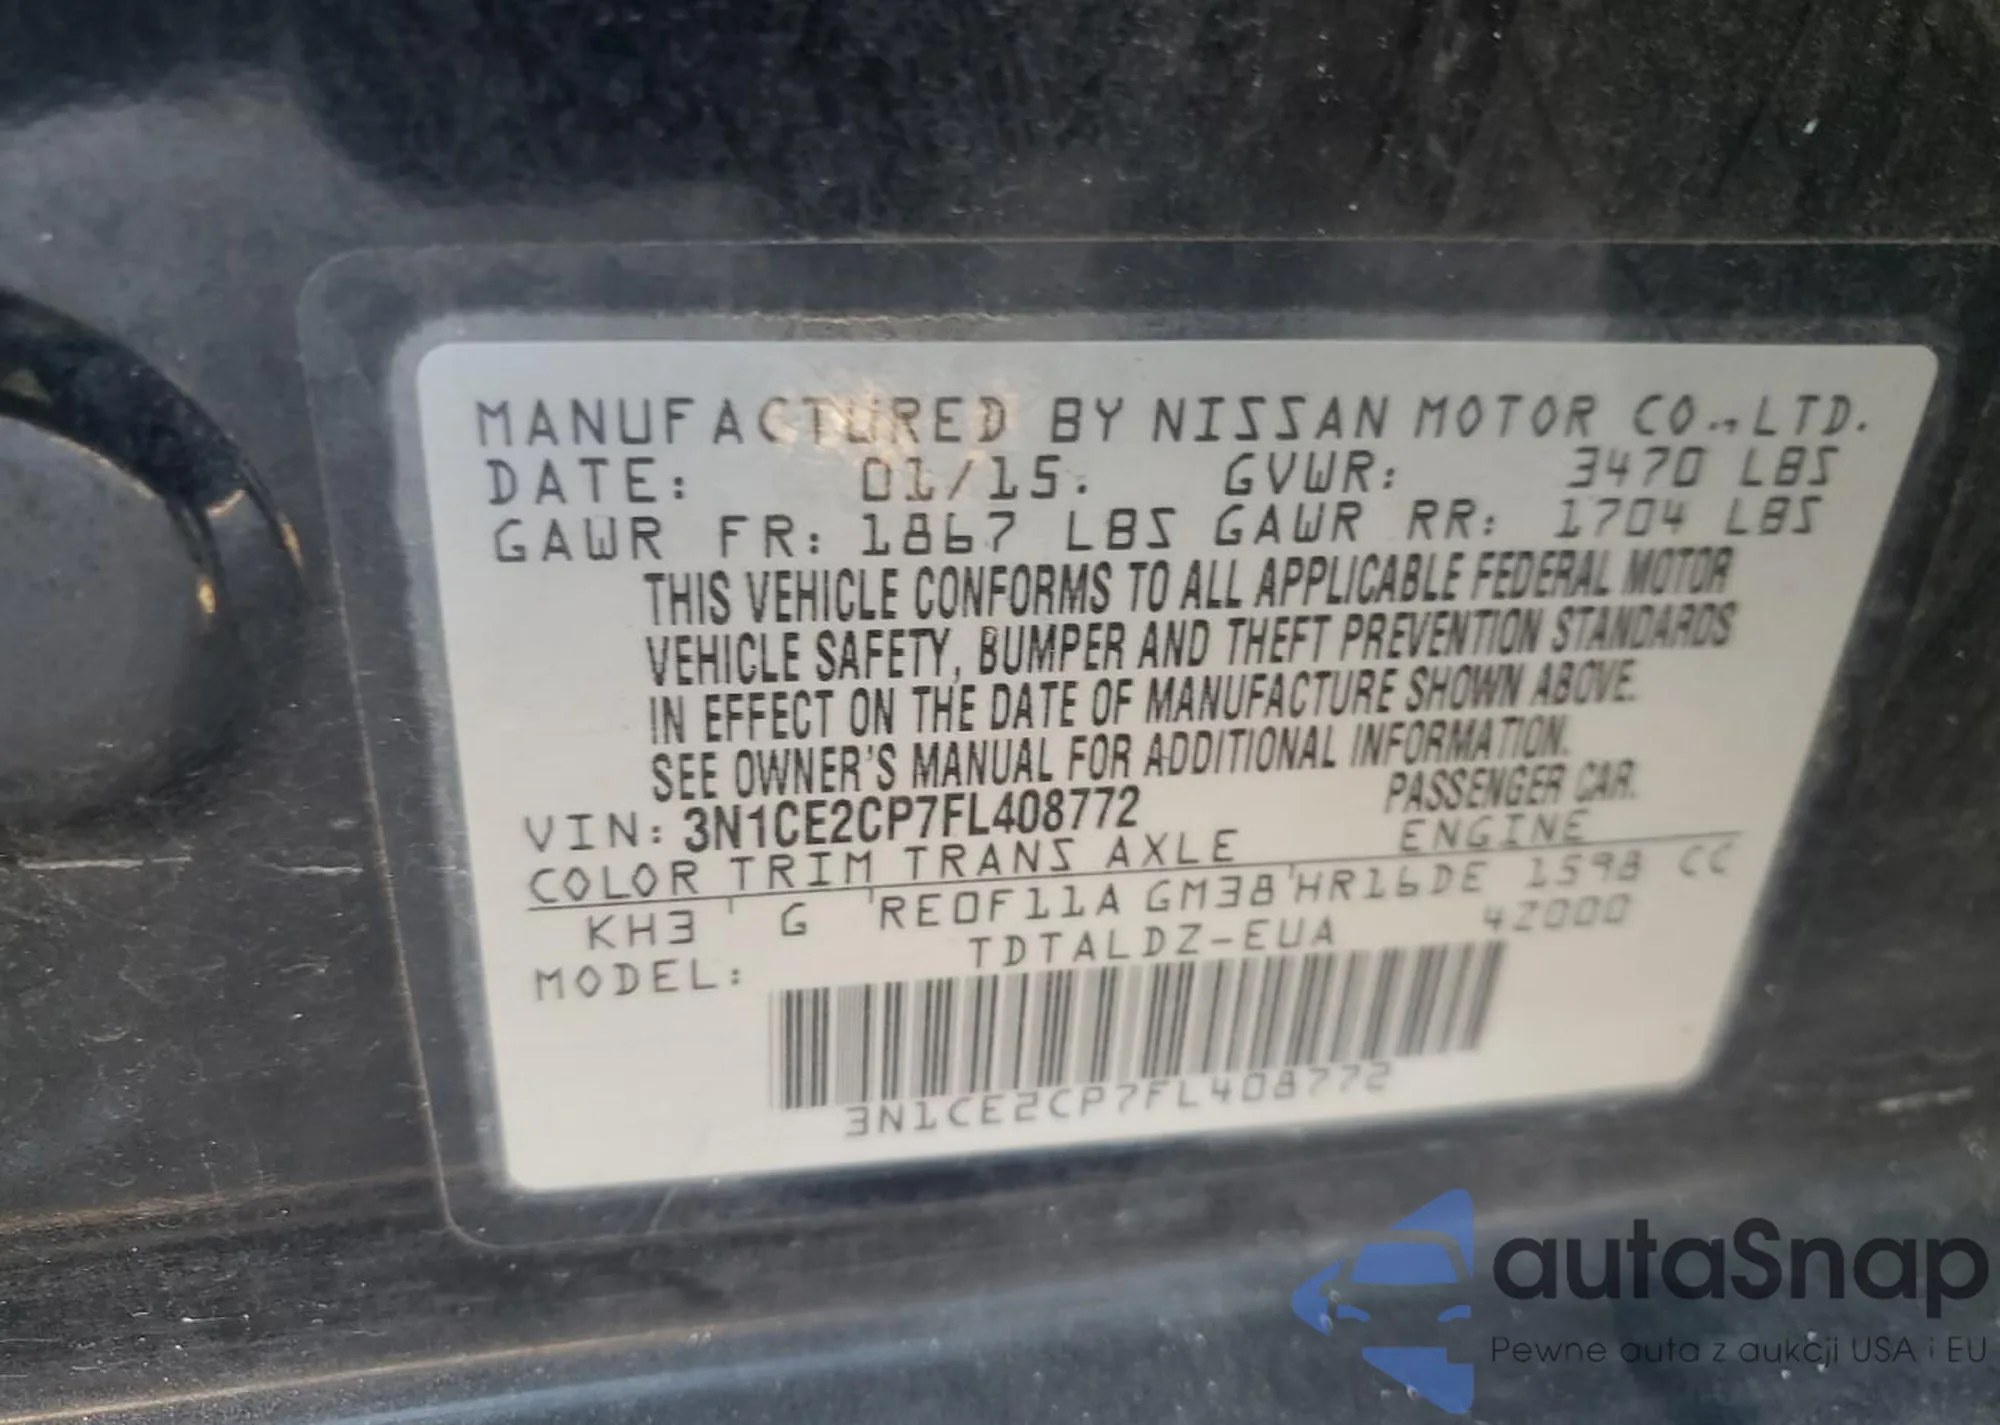 MANUFACTURED BY NISSAN MOTOR CO., LTD.
DATE: 01/15. GVWR: 3470 LBS
GAWR FR: 1867 LBS GAWR RR: 1704 LBS
THIS VEHICLE CONFORMS TO ALL APPLICABLE FEDERAL MOTOR
VEHICLE SAFETY, BUMPER AND THEFT PREVENTION STANDARDS
IN EFFECT ON THE DATE OF MANUFACTURE SHOWN ABOVE.
SEE OWNER'S MANUAL FOR ADDITIONAL INFORMATION.
VIN: 3N1CE2CP7FL408772 PASSENGER CAR.
COLOR TRIM TRANS AXLE ENGINE
KH3 G RE0F11A GM38 HR16DE 1598 CC
MODEL: TDTALDZ-EUA 4Z000
3N1CE2CP7FL408772
autaSnap
Pewne auta z aukcji USA i EU